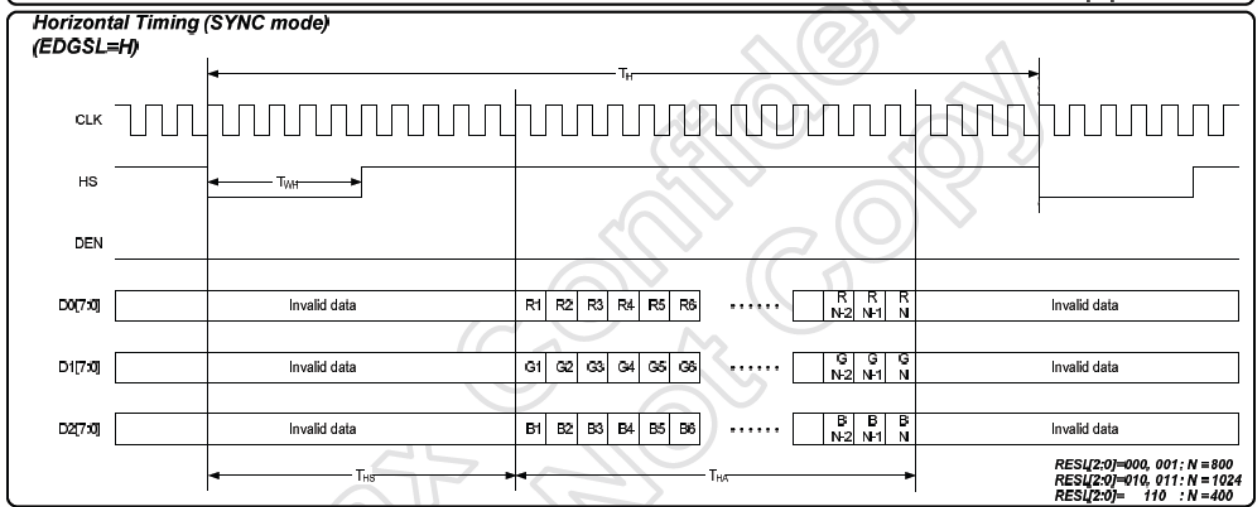 Horizontal Timing (SYNC mode)
(EDGSL=H)
TH
CLK
HS
TWH
DEN
D0[7:0] Invalid data R1 R2 R3 R4 R5 R6 ...... R N-2 R N-1 R N Invalid data
D1[7:0] Invalid data G1 G2 G3 G4 G5 G6 ...... G N-2 G N-1 G N Invalid data
D2[7:0] Invalid data B1 B2 B3 B4 B5 B6 ...... B N-2 B N-1 B N Invalid data
THS
THA
RESL[2:0]=000, 001: N=800
RESL[2:0]=010, 011: N=1024
RESL[2:0]= 110 : N=400
Not Copy